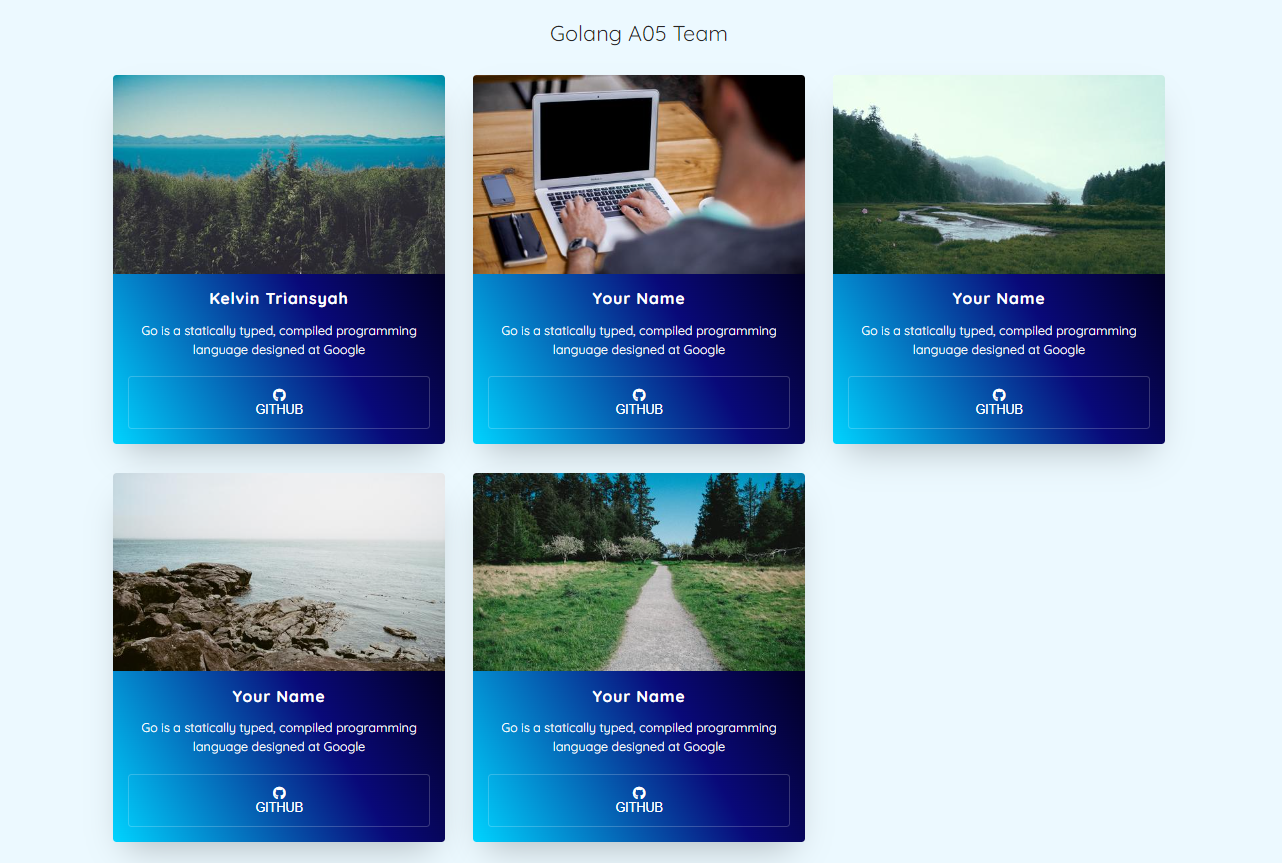 Golang A05 Team
Kelvin Triansyah
Go is a statically typed, compiled programming
language designed at Google
GITHUB
Your Name
Go is a statically typed, compiled programming
language designed at Google
GITHUB
Your Name
Go is a statically typed, compiled programming
language designed at Google
GITHUB
Your Name
Go is a statically typed, compiled programming
language designed at Google
GITHUB
Your Name
Go is a statically typed, compiled programming
language designed at Google
GITHUB